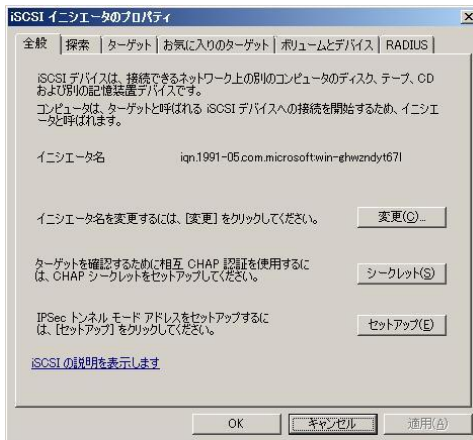 iSCSI イニシエータのプロパティ
全般
探索
ターゲット
お気に入りのターゲット
ボリュームとデバイス
RADIUS
iSCSI デバイスは、接続できるネットワーク上の別のコンピュータのディスク、テープ、CD
および別の記憶装置デバイスです。
コンピュータは、ターゲットと呼ばれる iSCSI デバイスへの接続を開始するため、イニシエ
ータと呼ばれます。
イニシエータ名
iqn.1991-05.com.microsoft:win-ghwzndyt67l
イニシエータ名を変更するには、[変更] をクリックしてください。
変更(C)...
ターゲットを確認するために相互 CHAP 認証を使用するに
は、CHAP シークレットをセットアップしてください。
シークレット(S)
IPSec トンネル モード アドレスをセットアップするに
は、[セットアップ] をクリックしてください。
セットアップ(E)
iSCSI の説明を表示します
OK
キャンセル
適用(A)